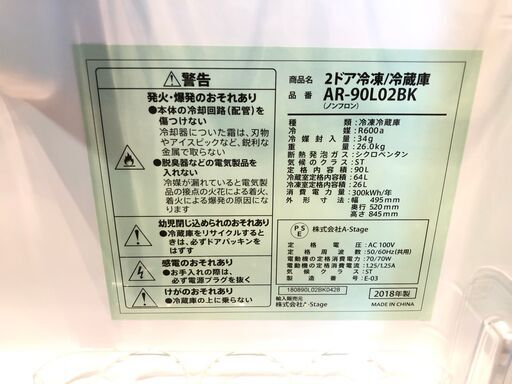 警告
発火・爆発のおそれあり
●本体の冷却回路(配管)を
傷つけない
冷却器についた霜は、刃物
やアイスピックなど、鋭利な
金属で取らない
●脱臭器などの電気製品を
入れない
冷媒が漏れていると電気製
品の接点の火花による着火、
着火による爆発の原因に。
幼児閉じ込められのおそれあり
●冷蔵庫をリサイクルすると
きは、必ずドアパッキンを
はずす
感電のおそれあり
●お手入れの際は、必
ず電源プラグを抜く
けがのおそれあり
●冷蔵庫の上に乗らない
180890L02BK0428
商品名 2ドア冷凍/冷蔵庫
品番 AR-90L02BK
(ノンフロン)
種類:冷凍冷蔵庫
冷媒:R600a
冷媒封入量:34g
重量:26.0kg
断熱発泡ガス:シクロペンタン
気候のクラス:ST
定格内容積:90L
冷蔵室定格内容積:64L
冷凍室定格内容積:26L
消費電力量:300kWh/年
外形寸法:幅 495mm
奥行 520mm
高さ 845mm
PSE 株式会社A-Stage
定格電圧:AC 100V
定格周波数:50/60Hz(共用)
電動機の定格消費電力:70/70W
電動機の定格消費電流:L25/L25A
気候クラス:ST
製造番号:E-03
輸入販売元
株式会社A-Stage
2018年製
MADE IN CHINA